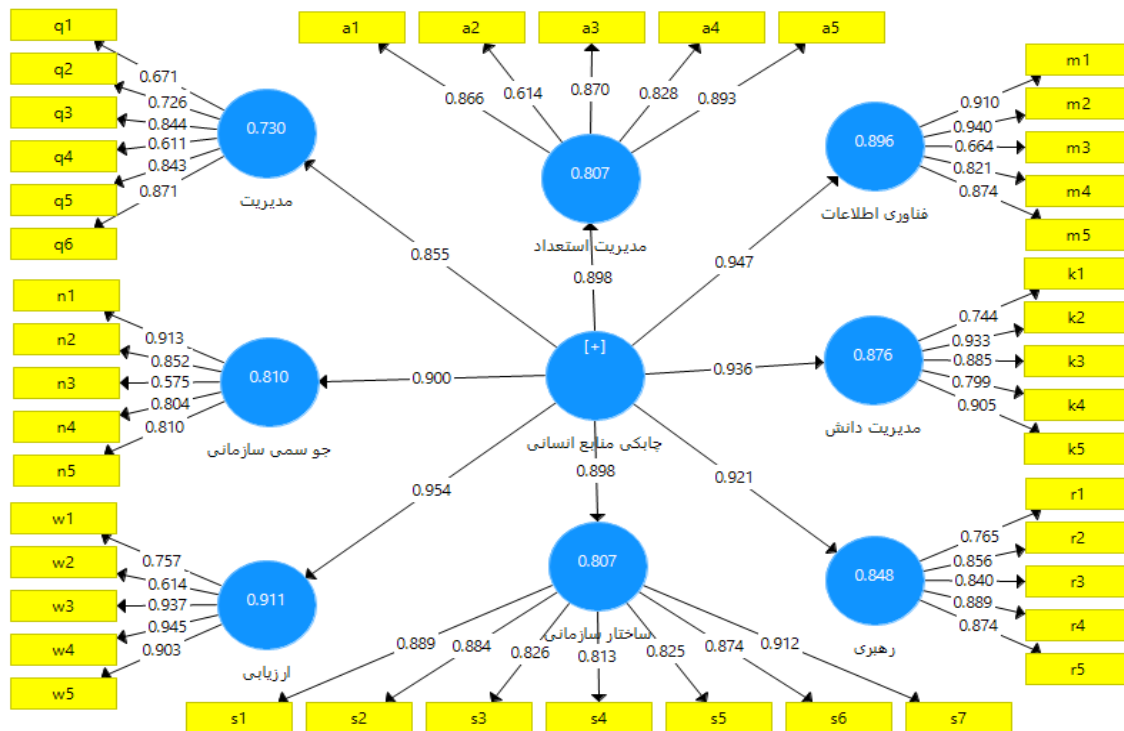 a1
a2
a3
a4
a5
0.866
0.614
0.870
0.828
0.893
0.807
مدیریت استعداد
q1
q2
q3
q4
q5
q6
0.671
0.726
0.844
0.611
0.843
0.871
0.730
مدیریت
m1
m2
m3
m4
m5
0.910
0.940
0.664
0.821
0.874
0.896
فناوری اطلاعات
0.855
0.898
0.947
n1
n2
n3
n4
n5
0.913
0.852
0.575
0.804
0.810
0.810
جو سمی سازمانی
0.900
[+]
چابکی منابع انسانی
0.936
k1
k2
k3
k4
k5
0.744
0.933
0.885
0.799
0.905
0.876
مدیریت دانش
0.954
0.898
0.921
w1
w2
w3
w4
w5
0.757
0.614
0.937
0.945
0.903
0.911
ارزیابی
0.807
ساختار سازمانی
0.889
0.884
0.826
0.813
0.825
0.874
0.912
s1
s2
s3
s4
s5
s6
s7
r1
r2
r3
r4
r5
0.765
0.856
0.840
0.889
0.874
0.848
رهبری